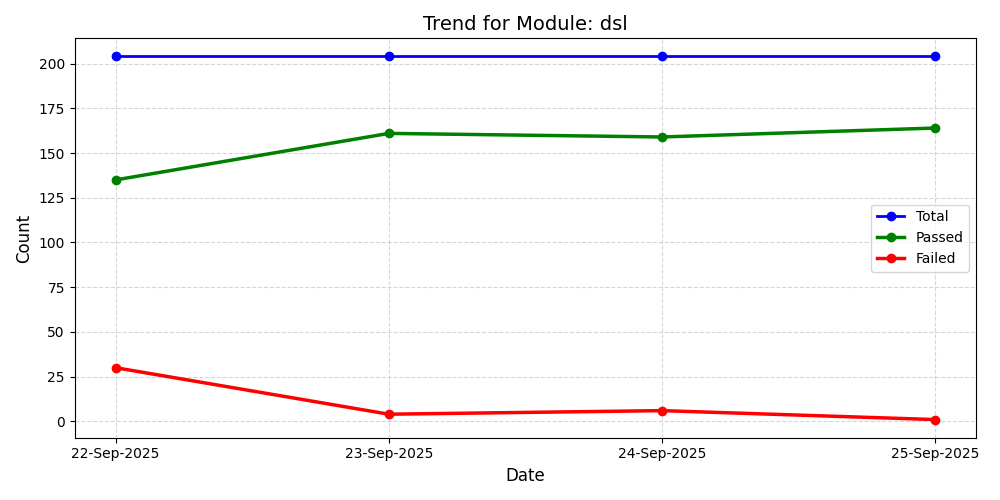 Trend for Module: dsl
200
175
150
125
100
75
50
25
0
Count
Total
Passed
Failed
22-Sep-2025
23-Sep-2025
24-Sep-2025
25-Sep-2025
Date